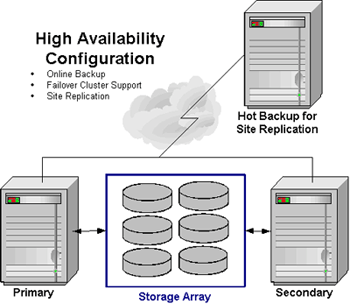 High Availability
Configuration
• Online Backup
• Failover Cluster Support
• Site Replication
Hot Backup for
Site Replication
Primary
Storage Array
Secondary